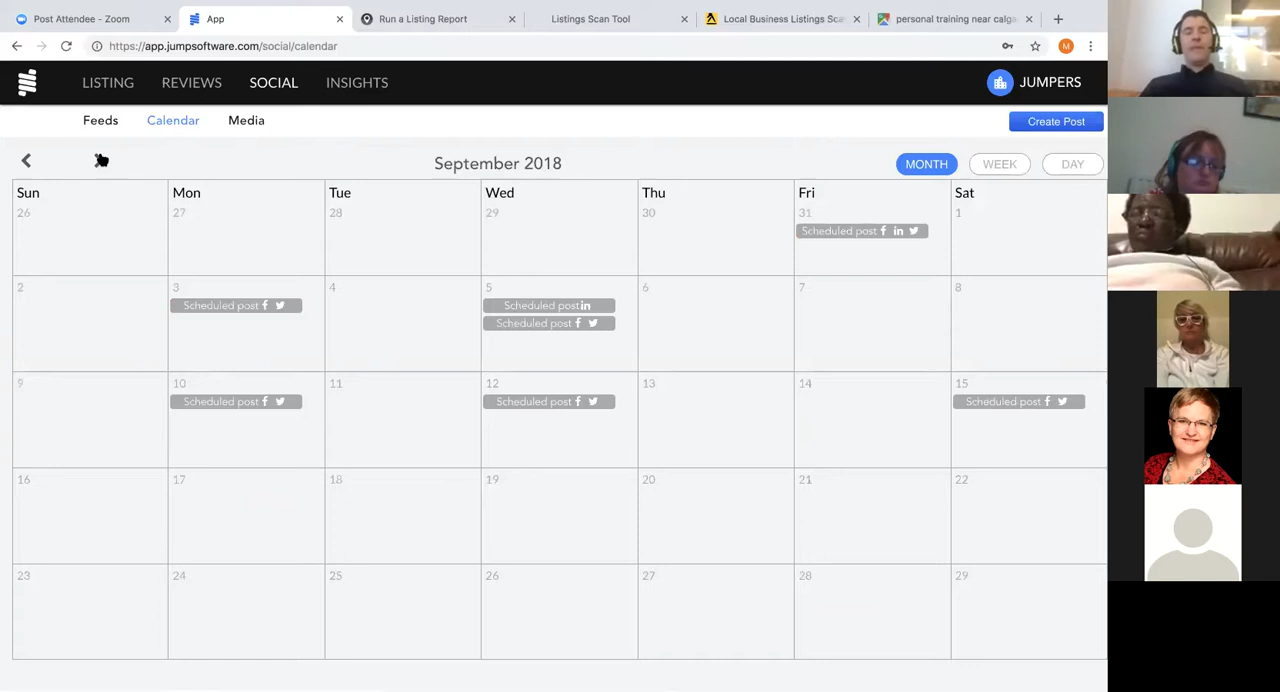 Post Attendee - Zoom
App
Run a Listing Report
Listings Scan Tool
Local Business Listings Sca
personal training near calga
https://app.jumpsoftware.com/social/calendar
M
LISTING REVIEWS SOCIAL INSIGHTS JUMPERS
Feeds Calendar Media Create Post
September 2018 MONTH WEEK DAY
Sun Mon Tue Wed Thu Fri Sat
26 27 28 29 30 31 1
Scheduled post f in
2 3 4 5 6 7 8
Scheduled post f Scheduled post in
Scheduled post f
9 10 11 12 13 14 15
Scheduled post f Scheduled post f Scheduled post f
16 17 18 19 20 21 22
23 24 25 26 27 28 29